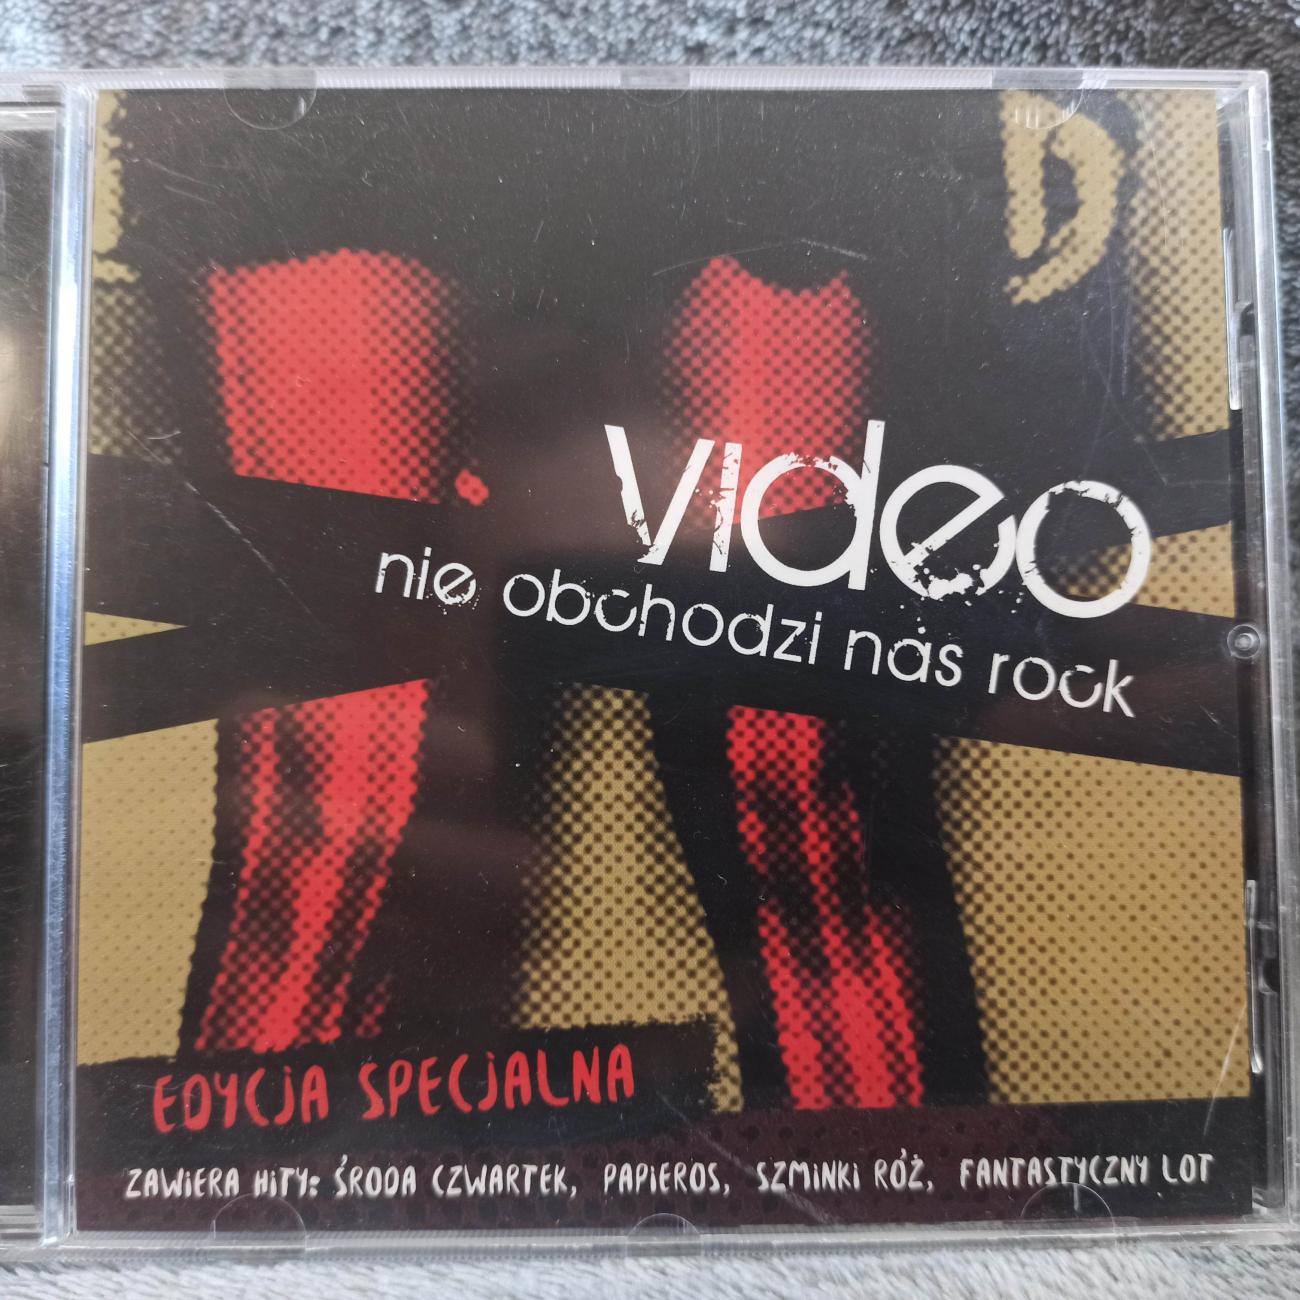 video
nie obchodzi nas rock
EDYCJA SPECJALNA
ZAWIERA HITY: ŚRODA CZWARTEK, PAPIEROS, SZMINKI RÓŻ, FANTASTYCZNY LOT